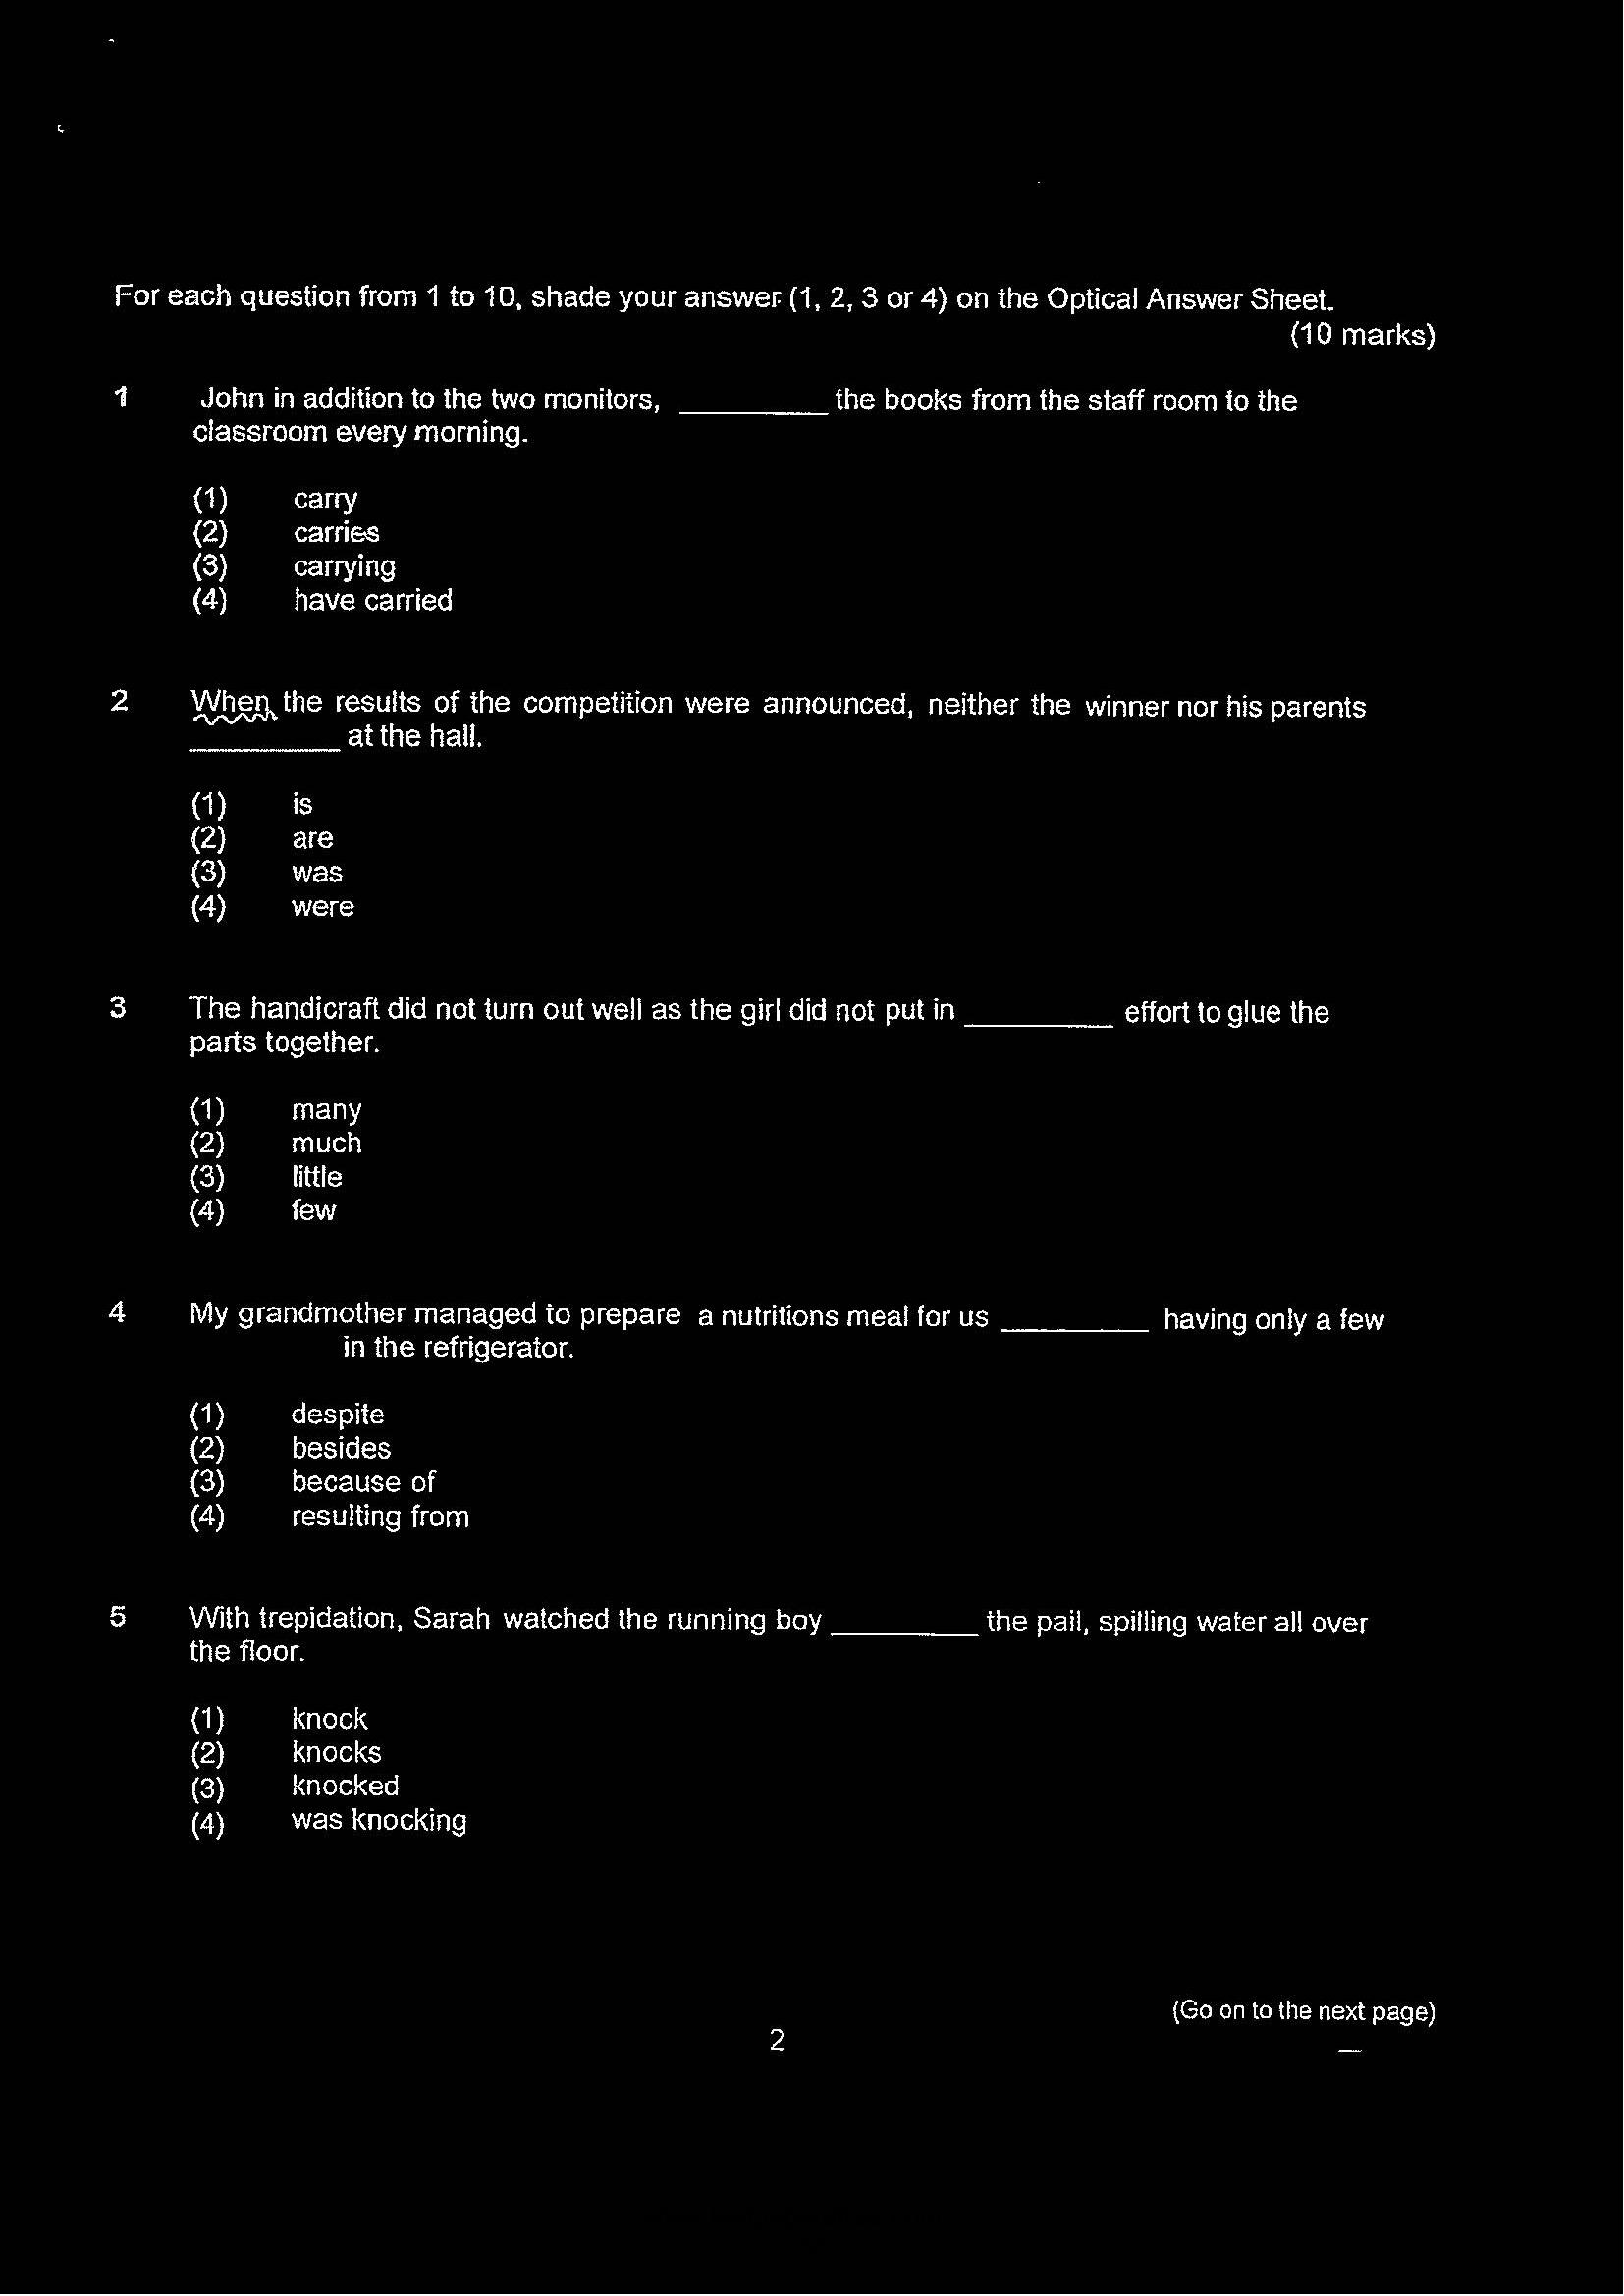 For each question from 1 to 10, shade your answer (1, 2, 3 or 4) on the Optical Answer Sheet.
(10 marks)
1 John in addition to the two monitors, __________ the books from the staff room to the
classroom every morning.
(1) carry
(2) carries
(3) carrying
(4) have carried
2 When the results of the competition were announced, neither the winner nor his parents
__________ at the hall.
(1) is
(2) are
(3) was
(4) were
3 The handicraft did not turn out well as the girl did not put in __________ effort to glue the
parts together.
(1) many
(2) much
(3) little
(4) few
4 My grandmother managed to prepare a nutritions meal for us __________ having only a few
in the refrigerator.
(1) despite
(2) besides
(3) because of
(4) resulting from
5 With trepidation, Sarah watched the running boy __________ the pail, spilling water all over
the floor.
(1) knock
(2) knocks
(3) knocked
(4) was knocking
(Go on to the next page)
2